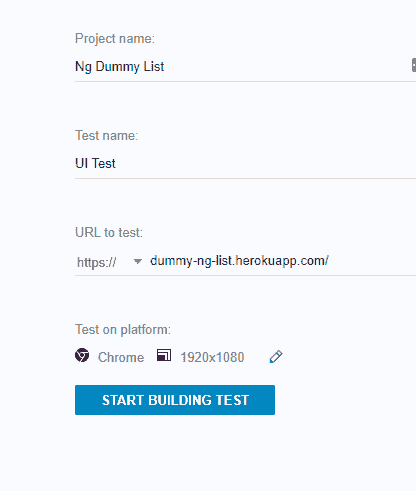 Project name:
Ng Dummy List
Test name:
UI Test
URL to test:
https:// dummy-ng-list.herokuapp.com/
Test on platform:
Chrome 1920x1080
START BUILDING TEST